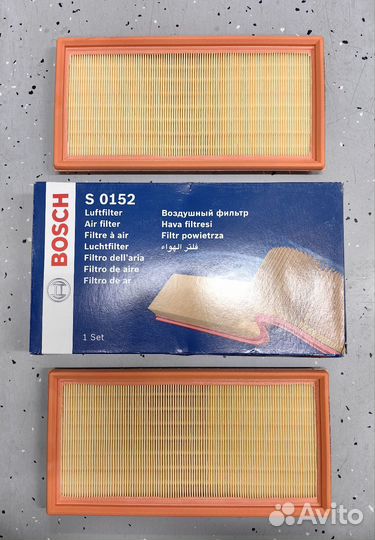 BOSCH
S 0152
Luftfilter
Air filter
Filtre à air
Luchtfilter
Filtro dell'aria
Filtro de aire
Filtro de ar
Воздушный фильтр
Hava filtresi
Filtr powietrza
فلتر الهواء
1 Set
Avito